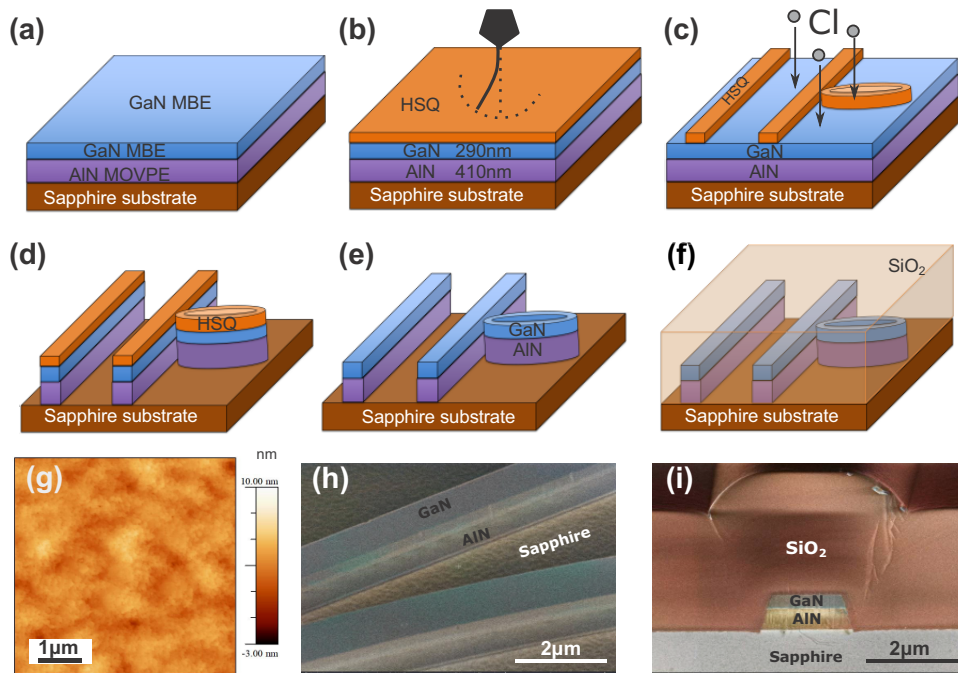 (a)
GaN MBE
GaN MBE
AlN MOVPE
Sapphire substrate
(b)
HSQ
GaN 290nm
AlN 410nm
Sapphire substrate
(c)
Cl
HSQ
GaN
AlN
Sapphire substrate
(d)
HSQ
Sapphire substrate
(e)
GaN
AlN
Sapphire substrate
(f)
SiO₂
Sapphire substrate
(g)
nm
10.00 nm
-3.00 nm
1µm
(h)
GaN
AlN
Sapphire
2µm
(i)
SiO₂
GaN
AlN
Sapphire
2µm